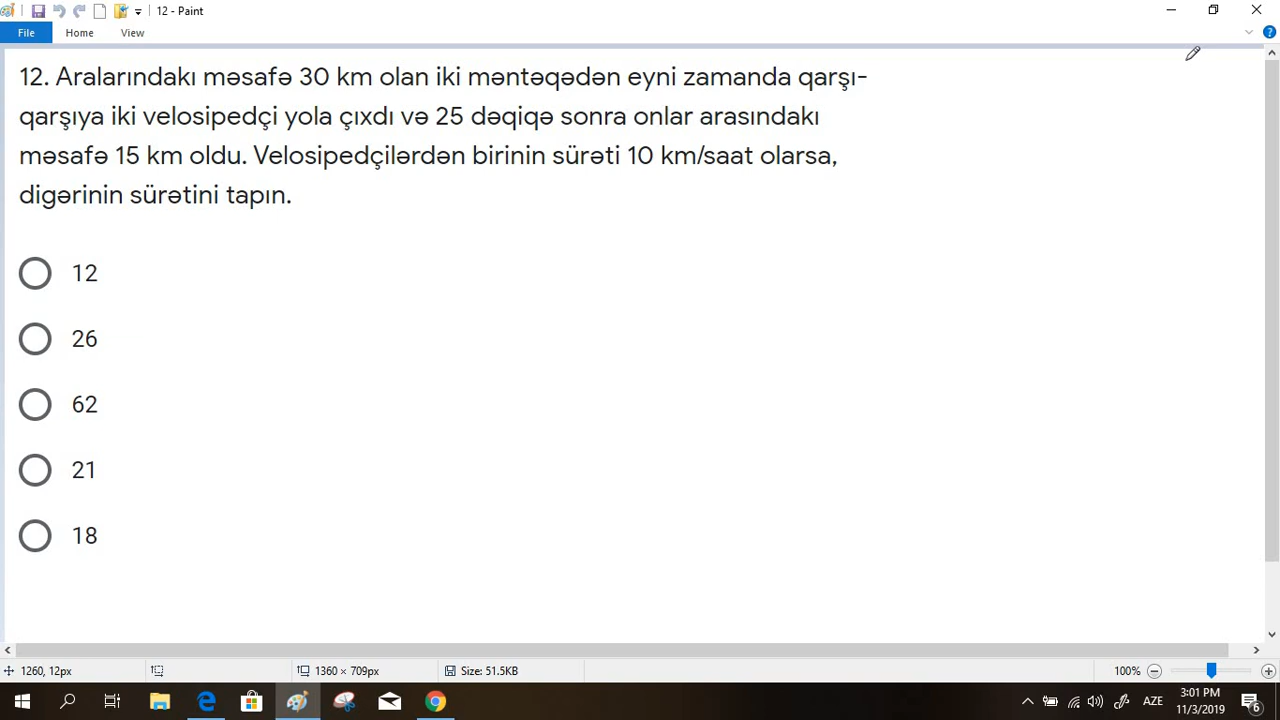 12 - Paint
File Home View
12. Aralarındakı məsafə 30 km olan iki məntəqədən eyni zamanda qarşı-
qarşıya iki velosipedçi yola çıxdı və 25 dəqiqə sonra onlar arasındakı
məsafə 15 km oldu. Velosipedçilərdən birinin sürəti 10 km/saat olarsa,
digərinin sürətini tapın.
12
26
62
21
18
1260, 12px 1360 × 709px Size: 51.5KB 100%
AZE 3:01 PM
11/3/2019 6